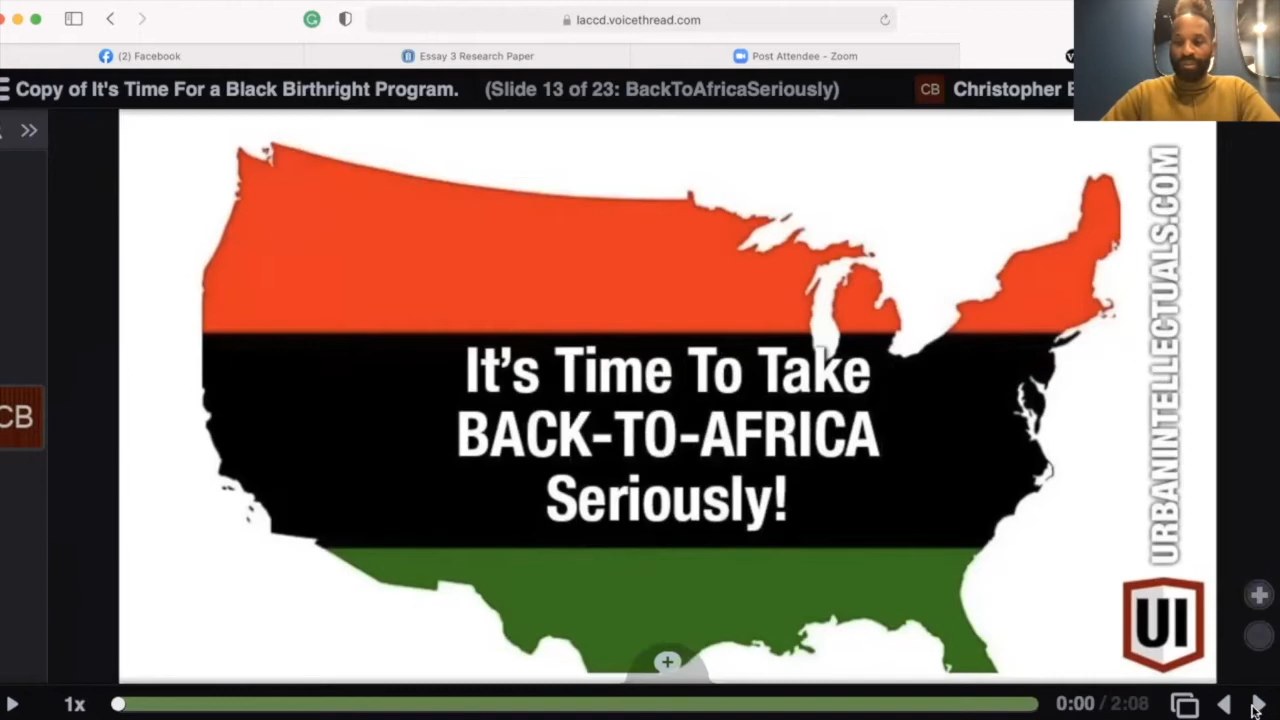 laccd.voicethread.com
(2) Facebook
Essay 3 Research Paper
Post Attendee - Zoom
Copy of It's Time For a Black Birthright Program. (Slide 13 of 23: BackToAfricaSeriously)
CB Christopher
It's Time To Take
BACK-TO-AFRICA
Seriously!
URBANINTELLECTUALS.COM
UI
CB
1x
0:00 / 2:08